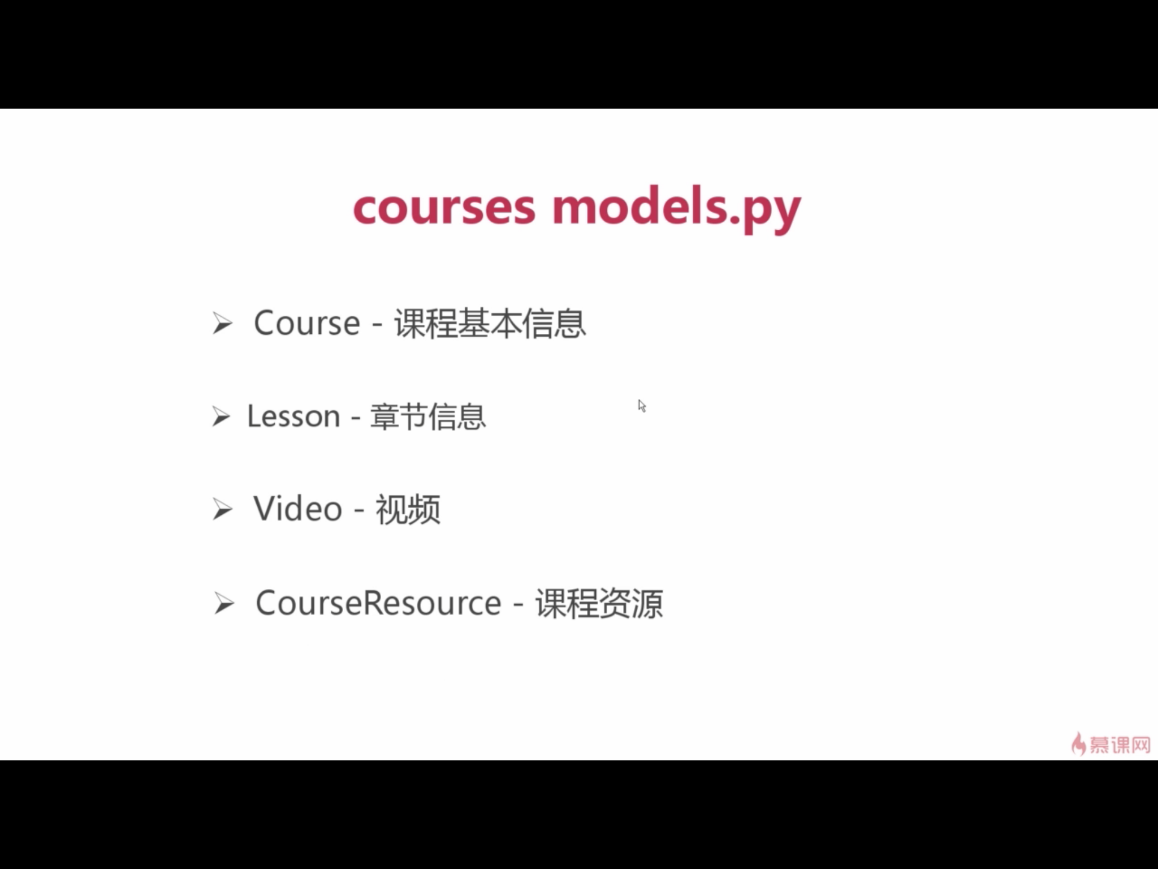 courses models.py
➢ Course - 课程基本信息
➢ Lesson - 章节信息
➢ Video - 视频
➢ CourseResource - 课程资源
慕课网